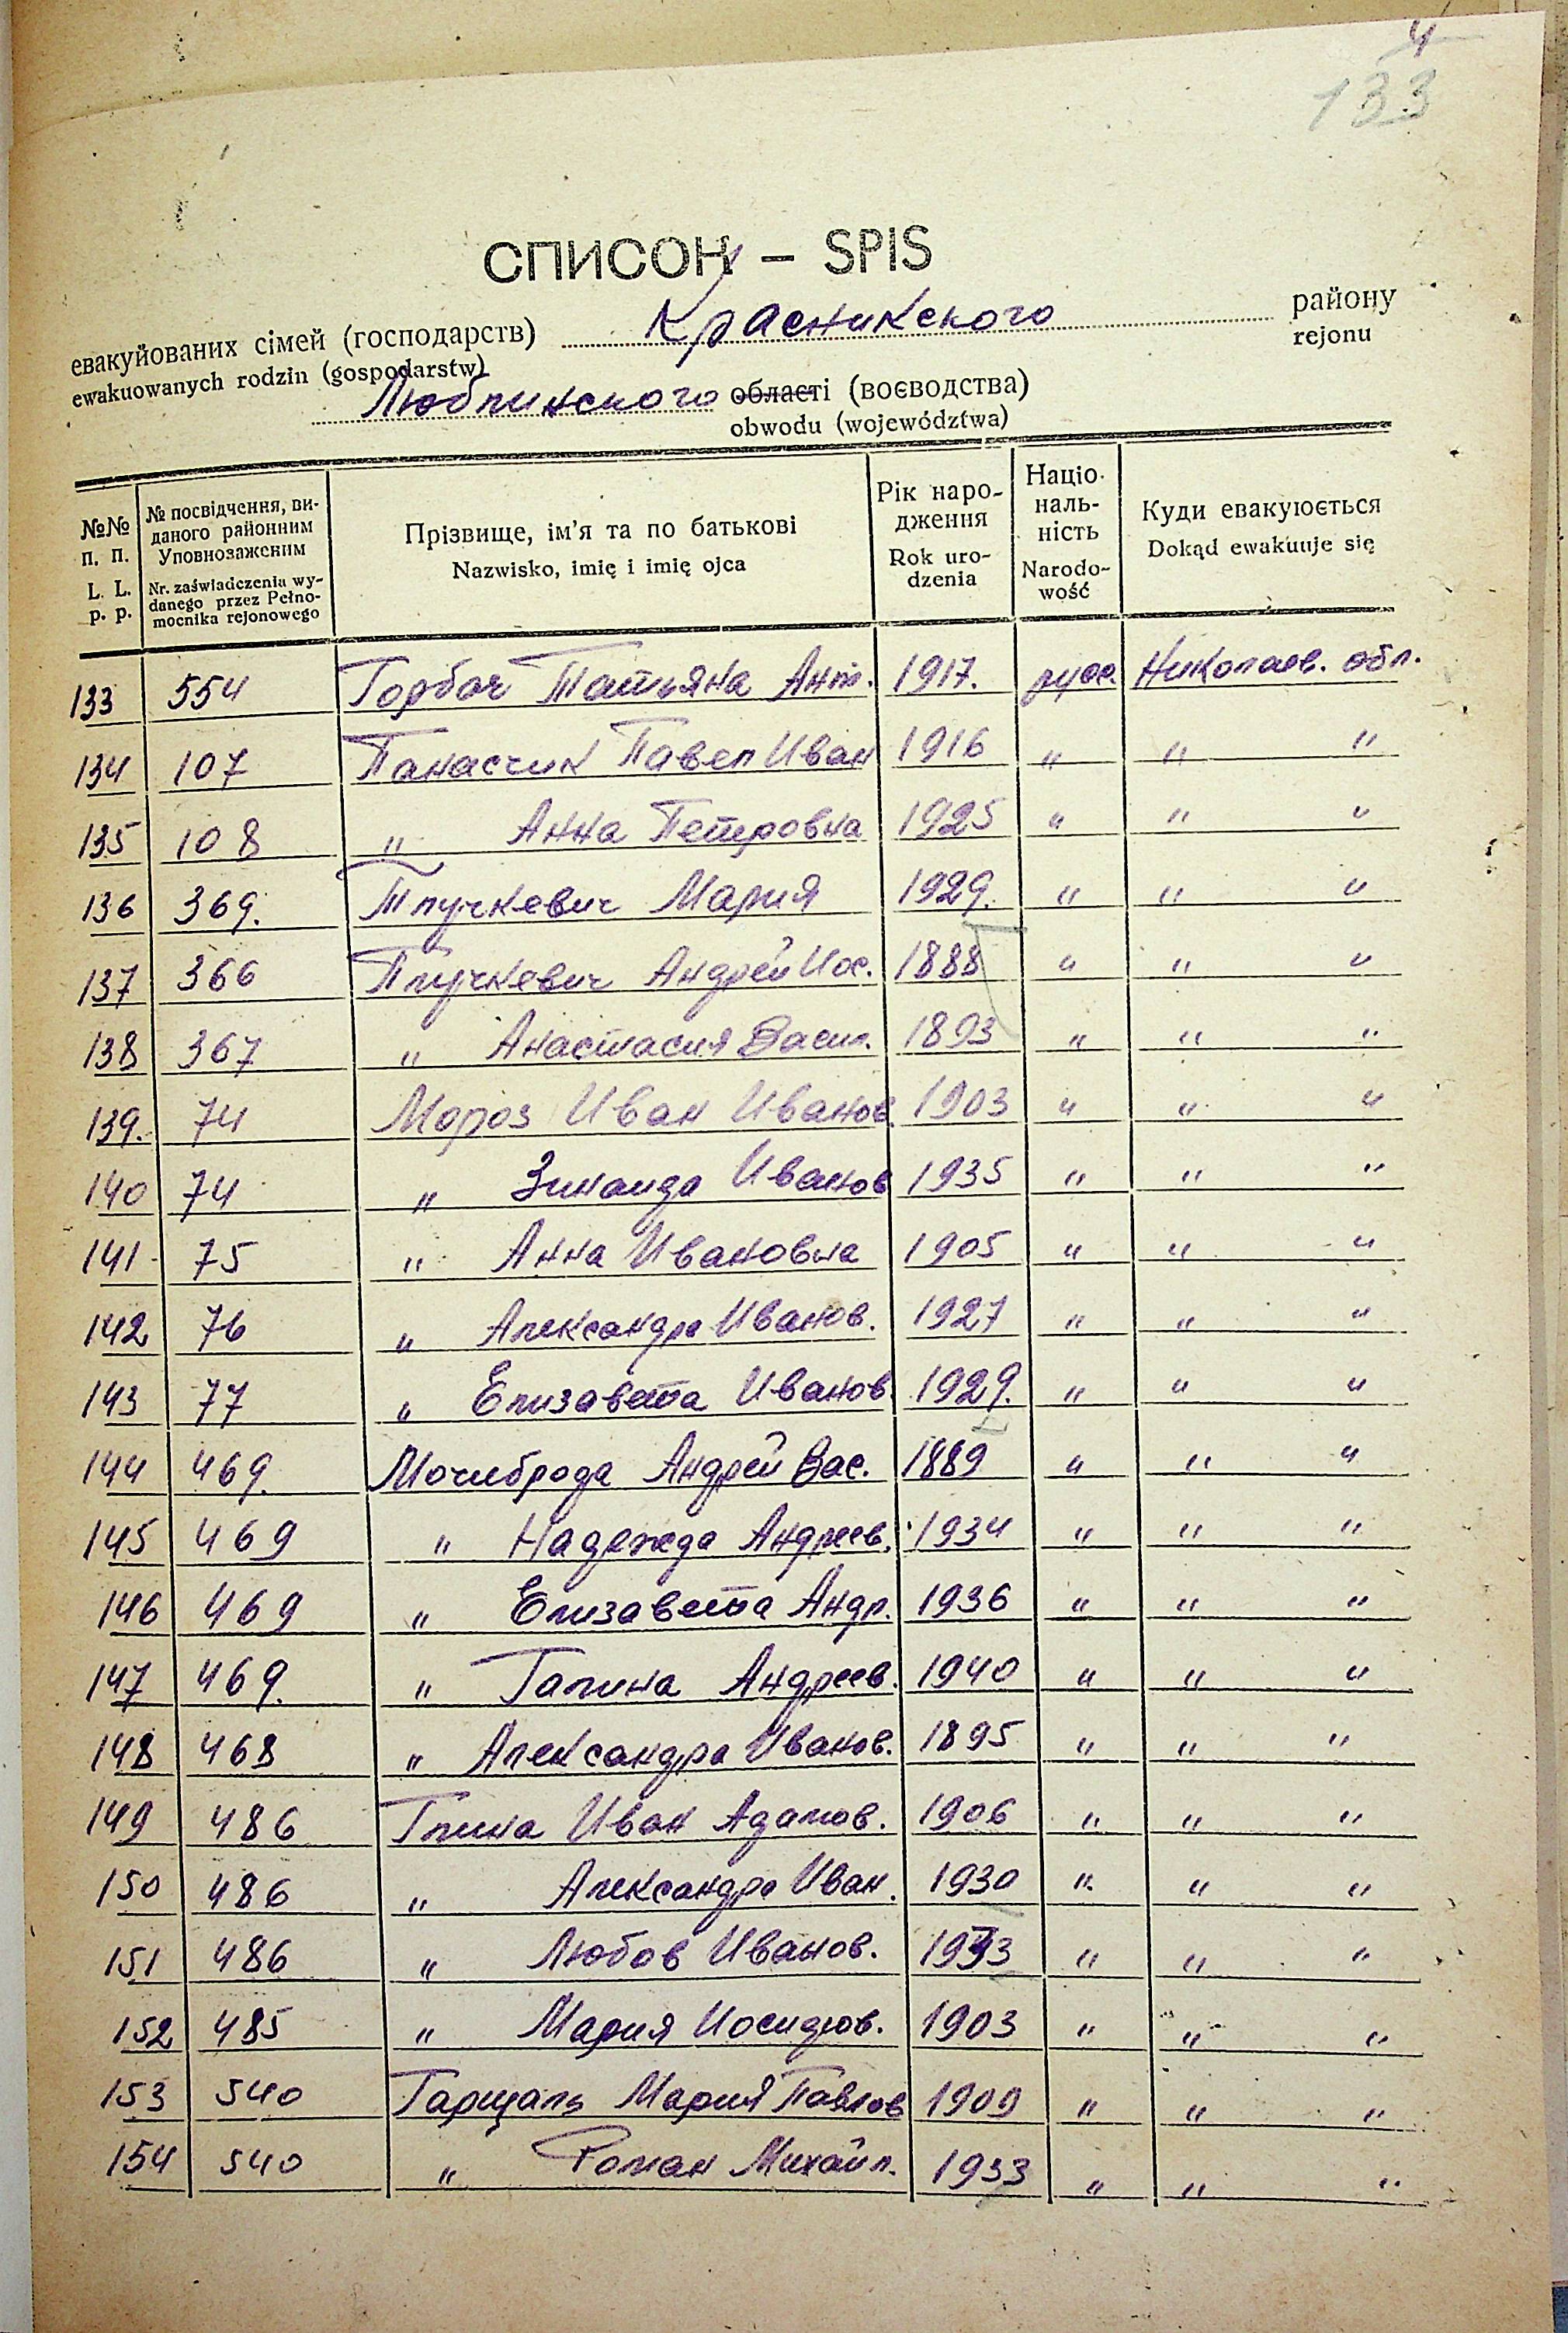 4
133
СПИСОК – SPIS
евакуйованих сімей (господарств) Красникского району
ewakuowanych rodzin (gospodarstw) rejonu
Люблинского області (воєводства)
obwodu (województwa)
№№ п. п. L. L. p. p. № посвідчення, виданого районним Уповноваженим Nr. zaświadczenia wydanego przez Pełnomocnika rejonowego Прізвище, ім'я та по батькові Nazwisko, imię i imię ojca Рік народження Rok urodzenia Національність Narodowość Куди евакуюється Dokąd ewakuuje się
133 554 Горбач Татьяна Ант. 1917. русс. Николаев. обл.
134 107 Панасчик Павел Иван 1916 " " "
135 108 " Анна Петровна 1925 " " "
136 369. Плучкевич Мария 1929. " " "
137 366 Плучкевич Андрей Иос. 1888 " " "
138 367 " Анастасия Васил. 1893 " " "
139. 74 Мороз Иван Иванов. 1903 " " "
140 74 " Зинаида Иванов 1935 " " "
141 75 " Анна Ивановна 1905 " " "
142 76 " Александра Иванов. 1927 " " "
143 77 " Елизавета Иванов. 1929. " " "
144 469. Мочиброда Андрей Вас. 1889 " " "
145 469 " Надежда Андреев. 1934 " " "
146 469 " Елизавета Андр. 1936 " " "
147 469. " Галина Андреев. 1940 " " "
148 468 " Александра Иванов. 1895 " " "
149 486 Глина Иван Адамов. 1906 " " "
150 486 " Александра Иван. 1930 " " "
151 486 " Любов Иванов. " " "
152 485 " Мария 1903 " " "
153 540 Гарщаль Мария Павлов 1909 " " "
154 540 " Роман Михайл. 1933 " " "